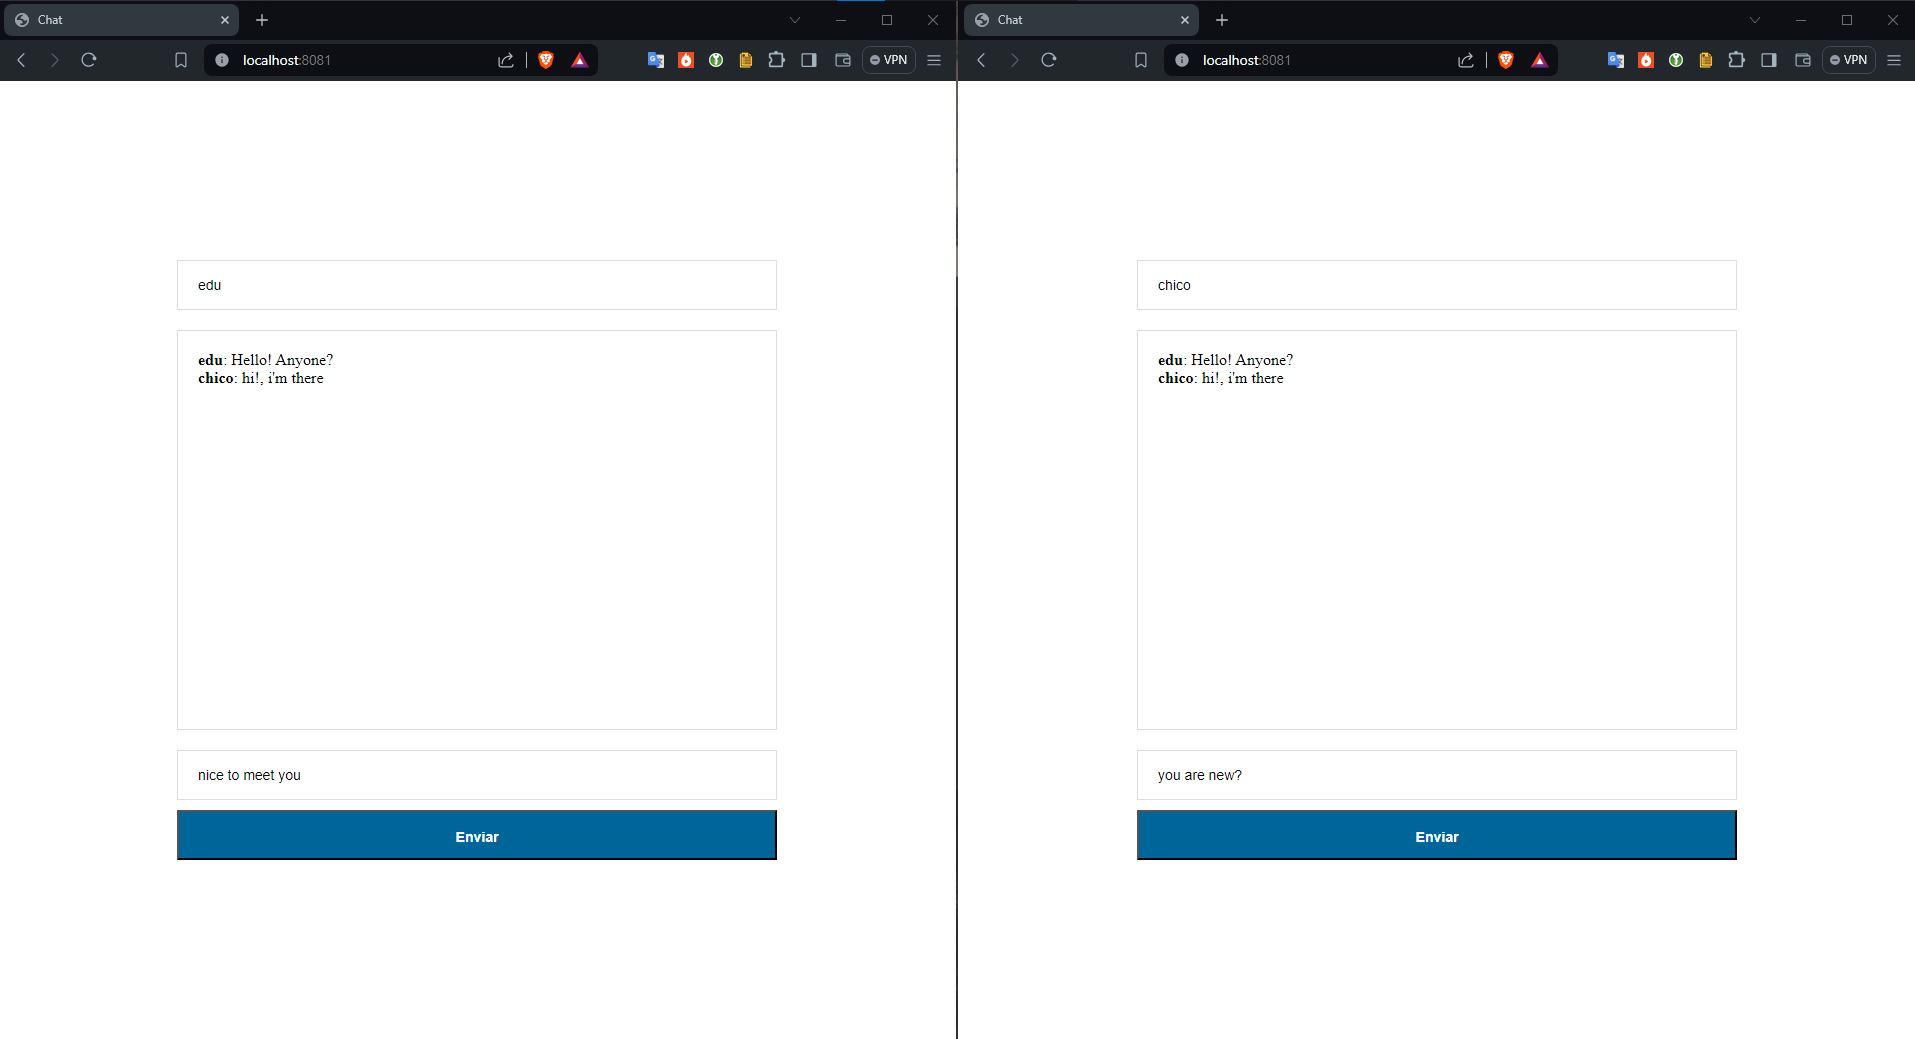 Chat
localhost:8081
VPN
edu
edu: Hello! Anyone?
chico: hi!, i'm there
nice to meet you
Enviar
Chat
localhost:8081
VPN
chico
edu: Hello! Anyone?
chico: hi!, i'm there
you are new?
Enviar